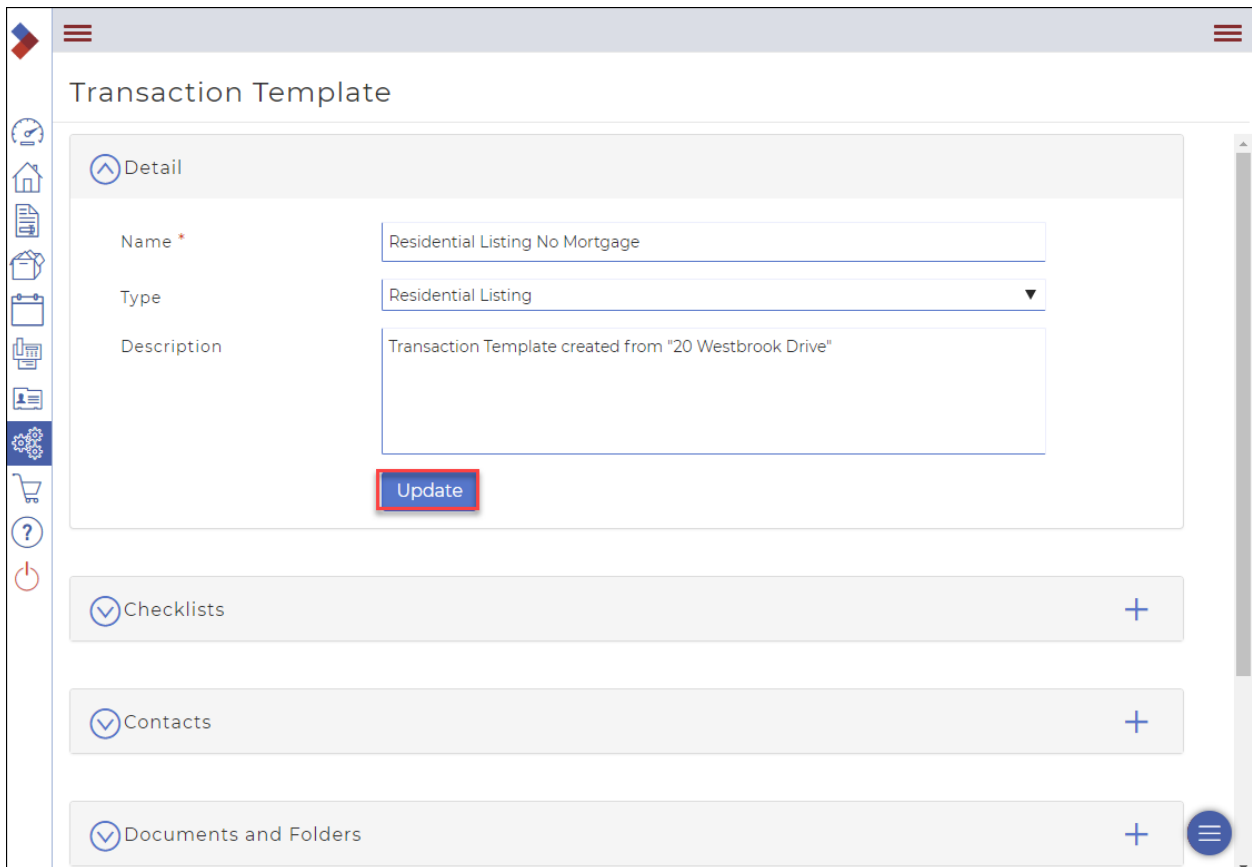 Transaction Template
Detail
Name *
Residential Listing No Mortgage
Type
Residential Listing
Description
Transaction Template created from "20 Westbrook Drive"
Update
?
Checklists
Contacts
Documents and Folders